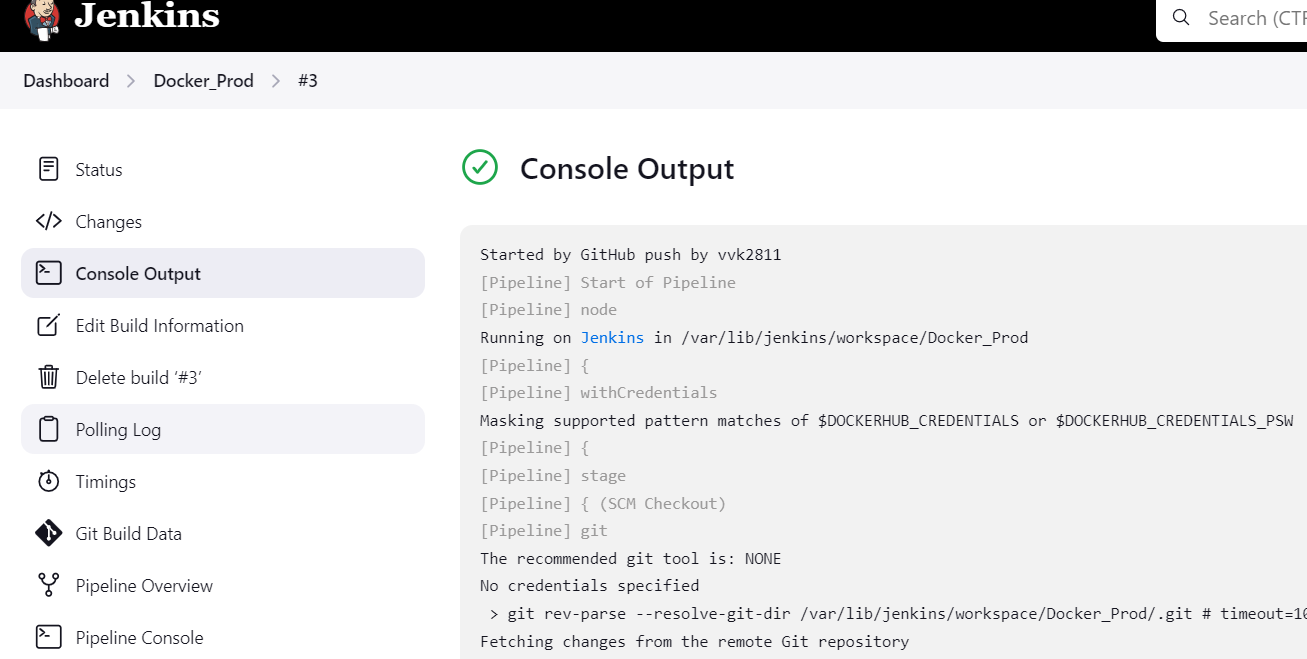 Jenkins
Search (CTR
Dashboard > Docker_Prod > #3
Status
Changes
Console Output
Edit Build Information
Delete build ‘#3’
Polling Log
Timings
Git Build Data
Pipeline Overview
Pipeline Console
Console Output
Started by GitHub push by vvk2811
[Pipeline] Start of Pipeline
[Pipeline] node
Running on Jenkins in /var/lib/jenkins/workspace/Docker_Prod
[Pipeline] {
[Pipeline] withCredentials
Masking supported pattern matches of $DOCKERHUB_CREDENTIALS or $DOCKERHUB_CREDENTIALS_PSW
[Pipeline] {
[Pipeline] stage
[Pipeline] { (SCM Checkout)
[Pipeline] git
The recommended git tool is: NONE
No credentials specified
> git rev-parse --resolve-git-dir /var/lib/jenkins/workspace/Docker_Prod/.git # timeout=10
Fetching changes from the remote Git repository